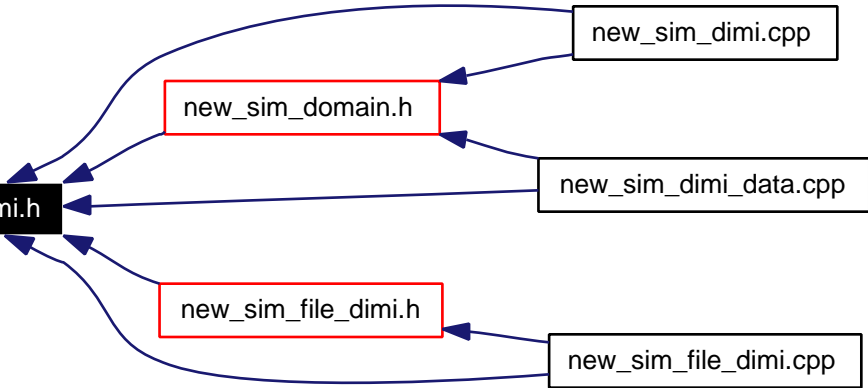 new_sim_dimi.cpp
new_sim_domain.h
new_sim_dimi_data.cpp
mi.h
new_sim_file_dimi.h
new_sim_file_dimi.cpp